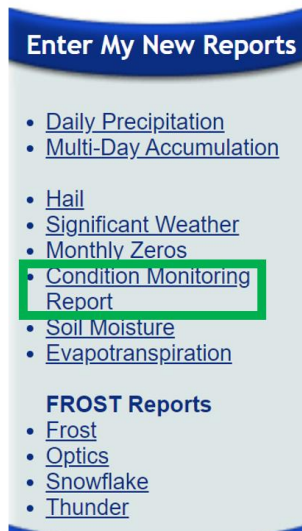 Enter My New Reports
Daily Precipitation
Multi-Day Accumulation
Hail
Significant Weather
Monthly Zeros
Condition Monitoring
Report
Soil Moisture
Evapotranspiration
FROST Reports
Frost
Optics
Snowflake
Thunder